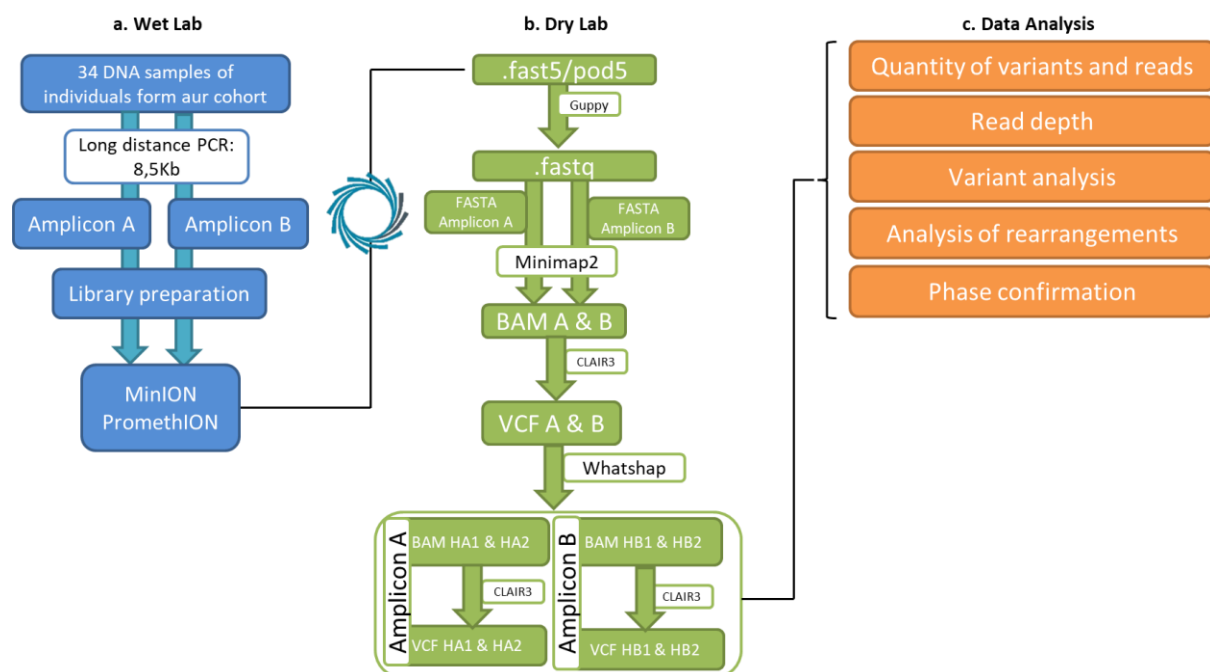 a. Wet Lab
34 DNA samples of
individuals form aur cohort
Long distance PCR:
8,5Kb
Amplicon A
Amplicon B
Library preparation
MinION
PromethION
b. Dry Lab
.fast5/pod5
Guppy
.fastq
FASTA
Amplicon A
FASTA
Amplicon B
Minimap2
BAM A & B
CLAIR3
VCF A & B
Whatshap
Amplicon A
BAM HA1 & HA2
CLAIR3
VCF HA1 & HA2
Amplicon B
BAM HB1 & HB2
CLAIR3
VCF HB1 & HB2
c. Data Analysis
Quantity of variants and reads
Read depth
Variant analysis
Analysis of rearrangements
Phase confirmation